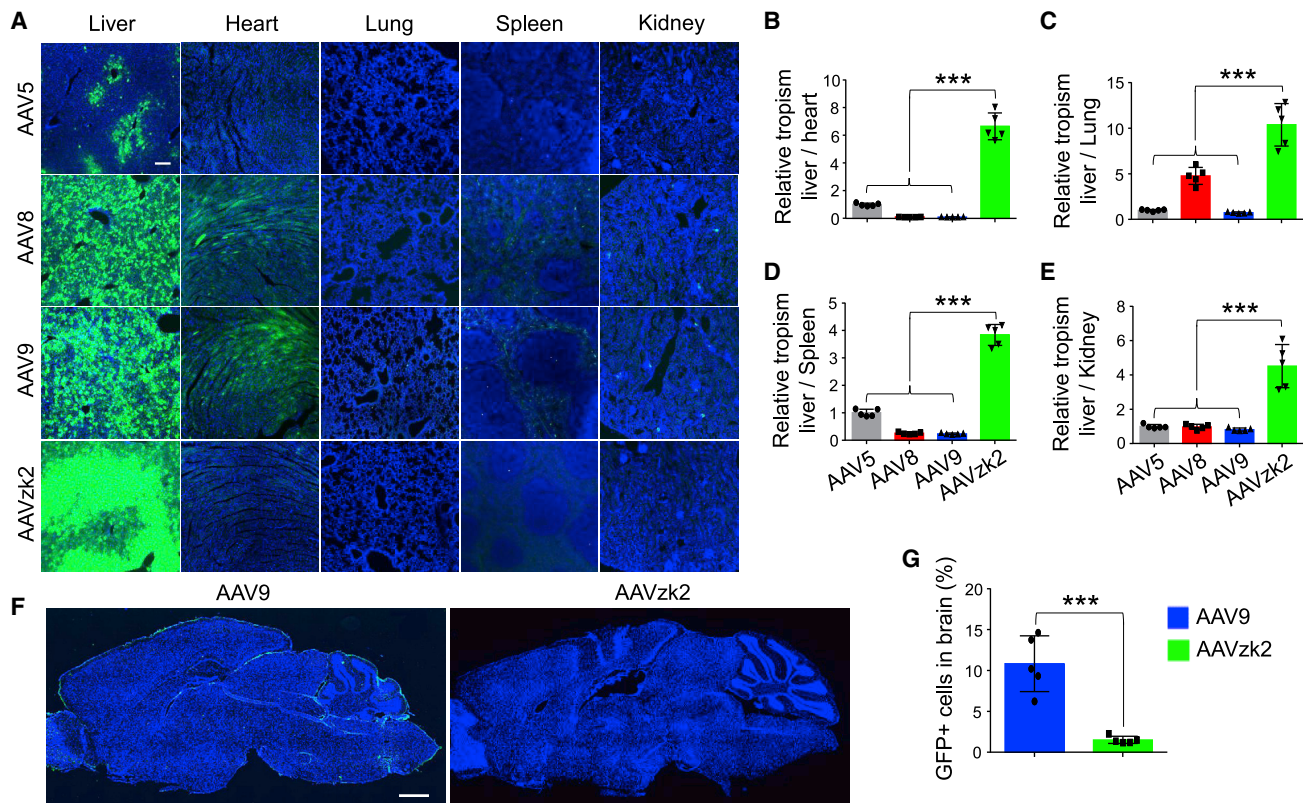 A
Liver Heart Lung Spleen Kidney
AAV5
AAV8
AAV9
AAVzk2
B
Relative tropism
liver / heart
10
8
6
4
2
0
***
C
Relative tropism
liver / Lung
15
10
5
0
***
D
Relative tropism
liver / Spleen
5
4
3
2
1
0
***
AAV5 AAV8 AAV9 AAVzk2
E
Relative tropism
liver / Kidney
8
6
4
2
0
***
AAV5 AAV8 AAV9 AAVzk2
F
AAV9 AAVzk2
G
GFP+ cells in brain (%)
20
15
10
5
0
***
AAV9
AAVzk2